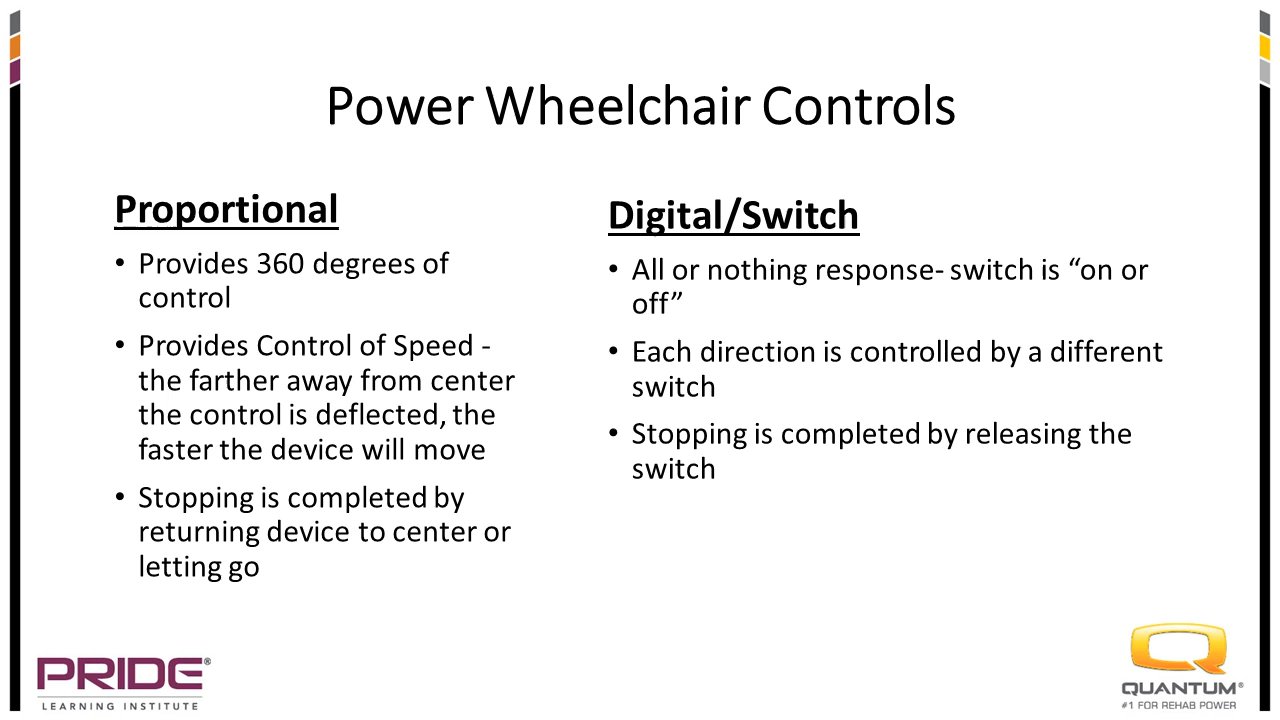 Power Wheelchair Controls
Proportional
• Provides 360 degrees of
control
• Provides Control of Speed -
the farther away from center
the control is deflected, the
faster the device will move
• Stopping is completed by
returning device to center or
letting go
Digital/Switch
• All or nothing response- switch is “on or
off”
• Each direction is controlled by a different
switch
• Stopping is completed by releasing the
switch
PRIDE®
LEARNING INSTITUTE
QUANTUM®
#1 FOR REHAB POWER